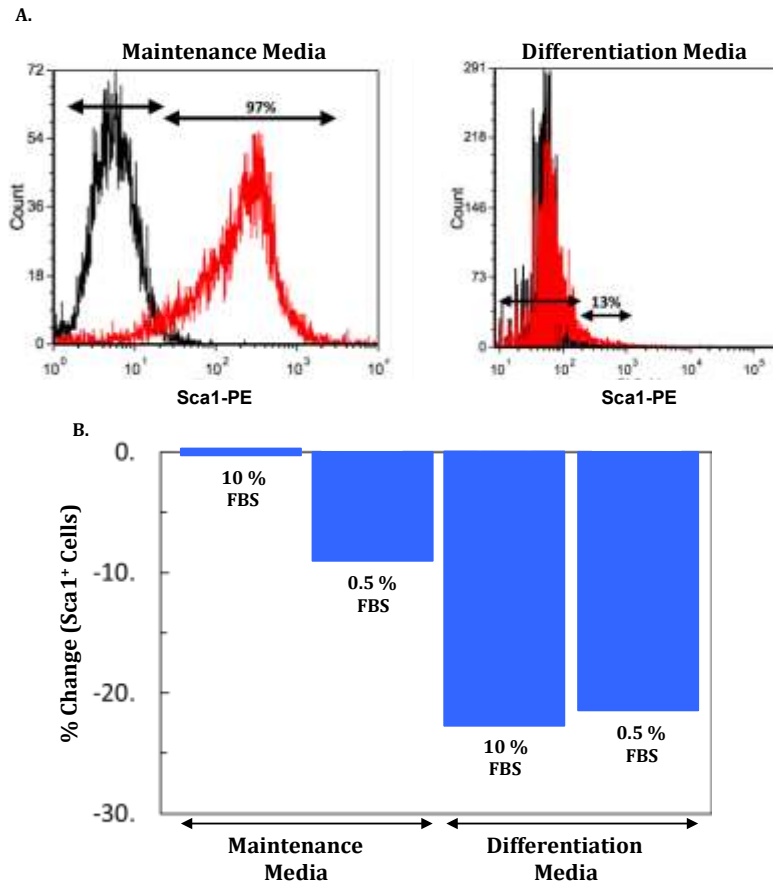 A.
Maintenance Media
72
54
36
18
0
Count
97%
10⁰
10¹
10²
10³
10⁴
Sca1-PE
Differentiation Media
291
218
146
73
0
Count
13%
10¹
10²
10³
10⁴
10⁵
Sca1-PE
B.
% Change (Sca1⁺ Cells)
0.
-10.
-20.
-30.
10 %
FBS
0.5 %
FBS
10 %
FBS
0.5 %
FBS
Maintenance
Media
Differentiation
Media